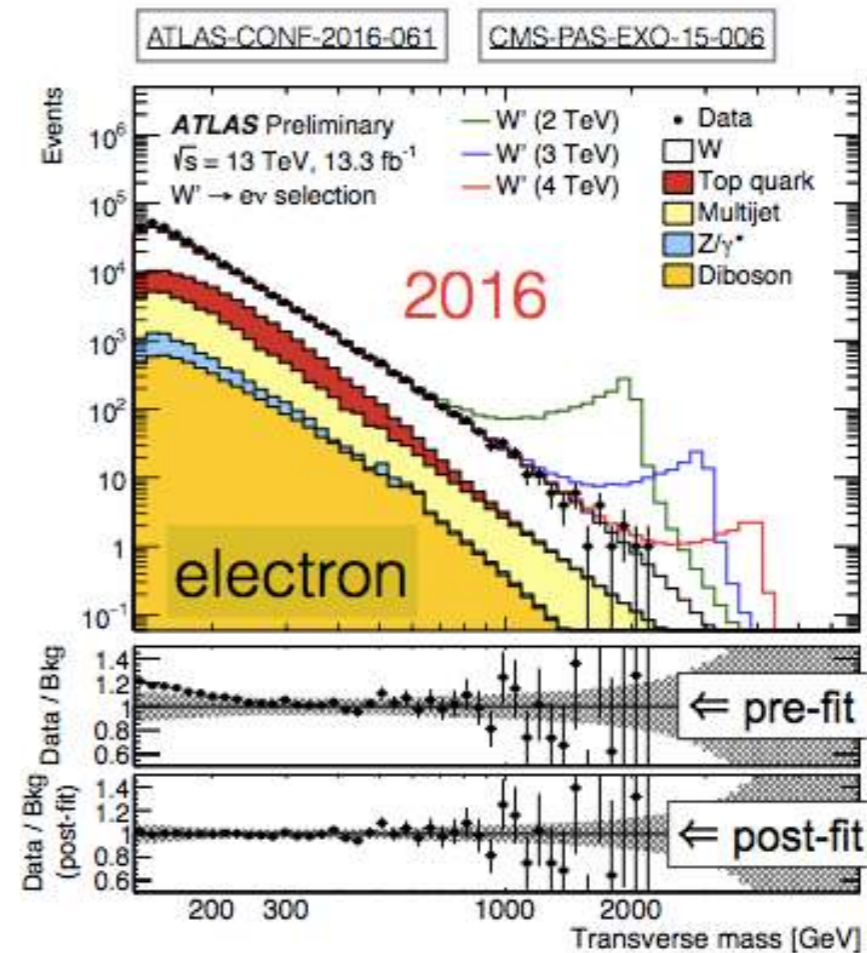 ATLAS-CONF-2016-061 CMS-PAS-EXO-15-006
Events
10⁶
10⁵
10⁴
10³
10²
10
1
10⁻¹
ATLAS Preliminary
√s = 13 TeV, 13.3 fb⁻¹
W' → eν selection
W' (2 TeV)
W' (3 TeV)
W' (4 TeV)
Data
W
Top quark
Multijet
Z/γ*
Diboson
2016
electron
Data / Bkg
1.4
1.2
1
0.8
0.6
⇐ pre-fit
Data / Bkg
(post-fit)
1.4
1.2
1
0.8
0.6
⇐ post-fit
200 300 1000 2000
Transverse mass [GeV]